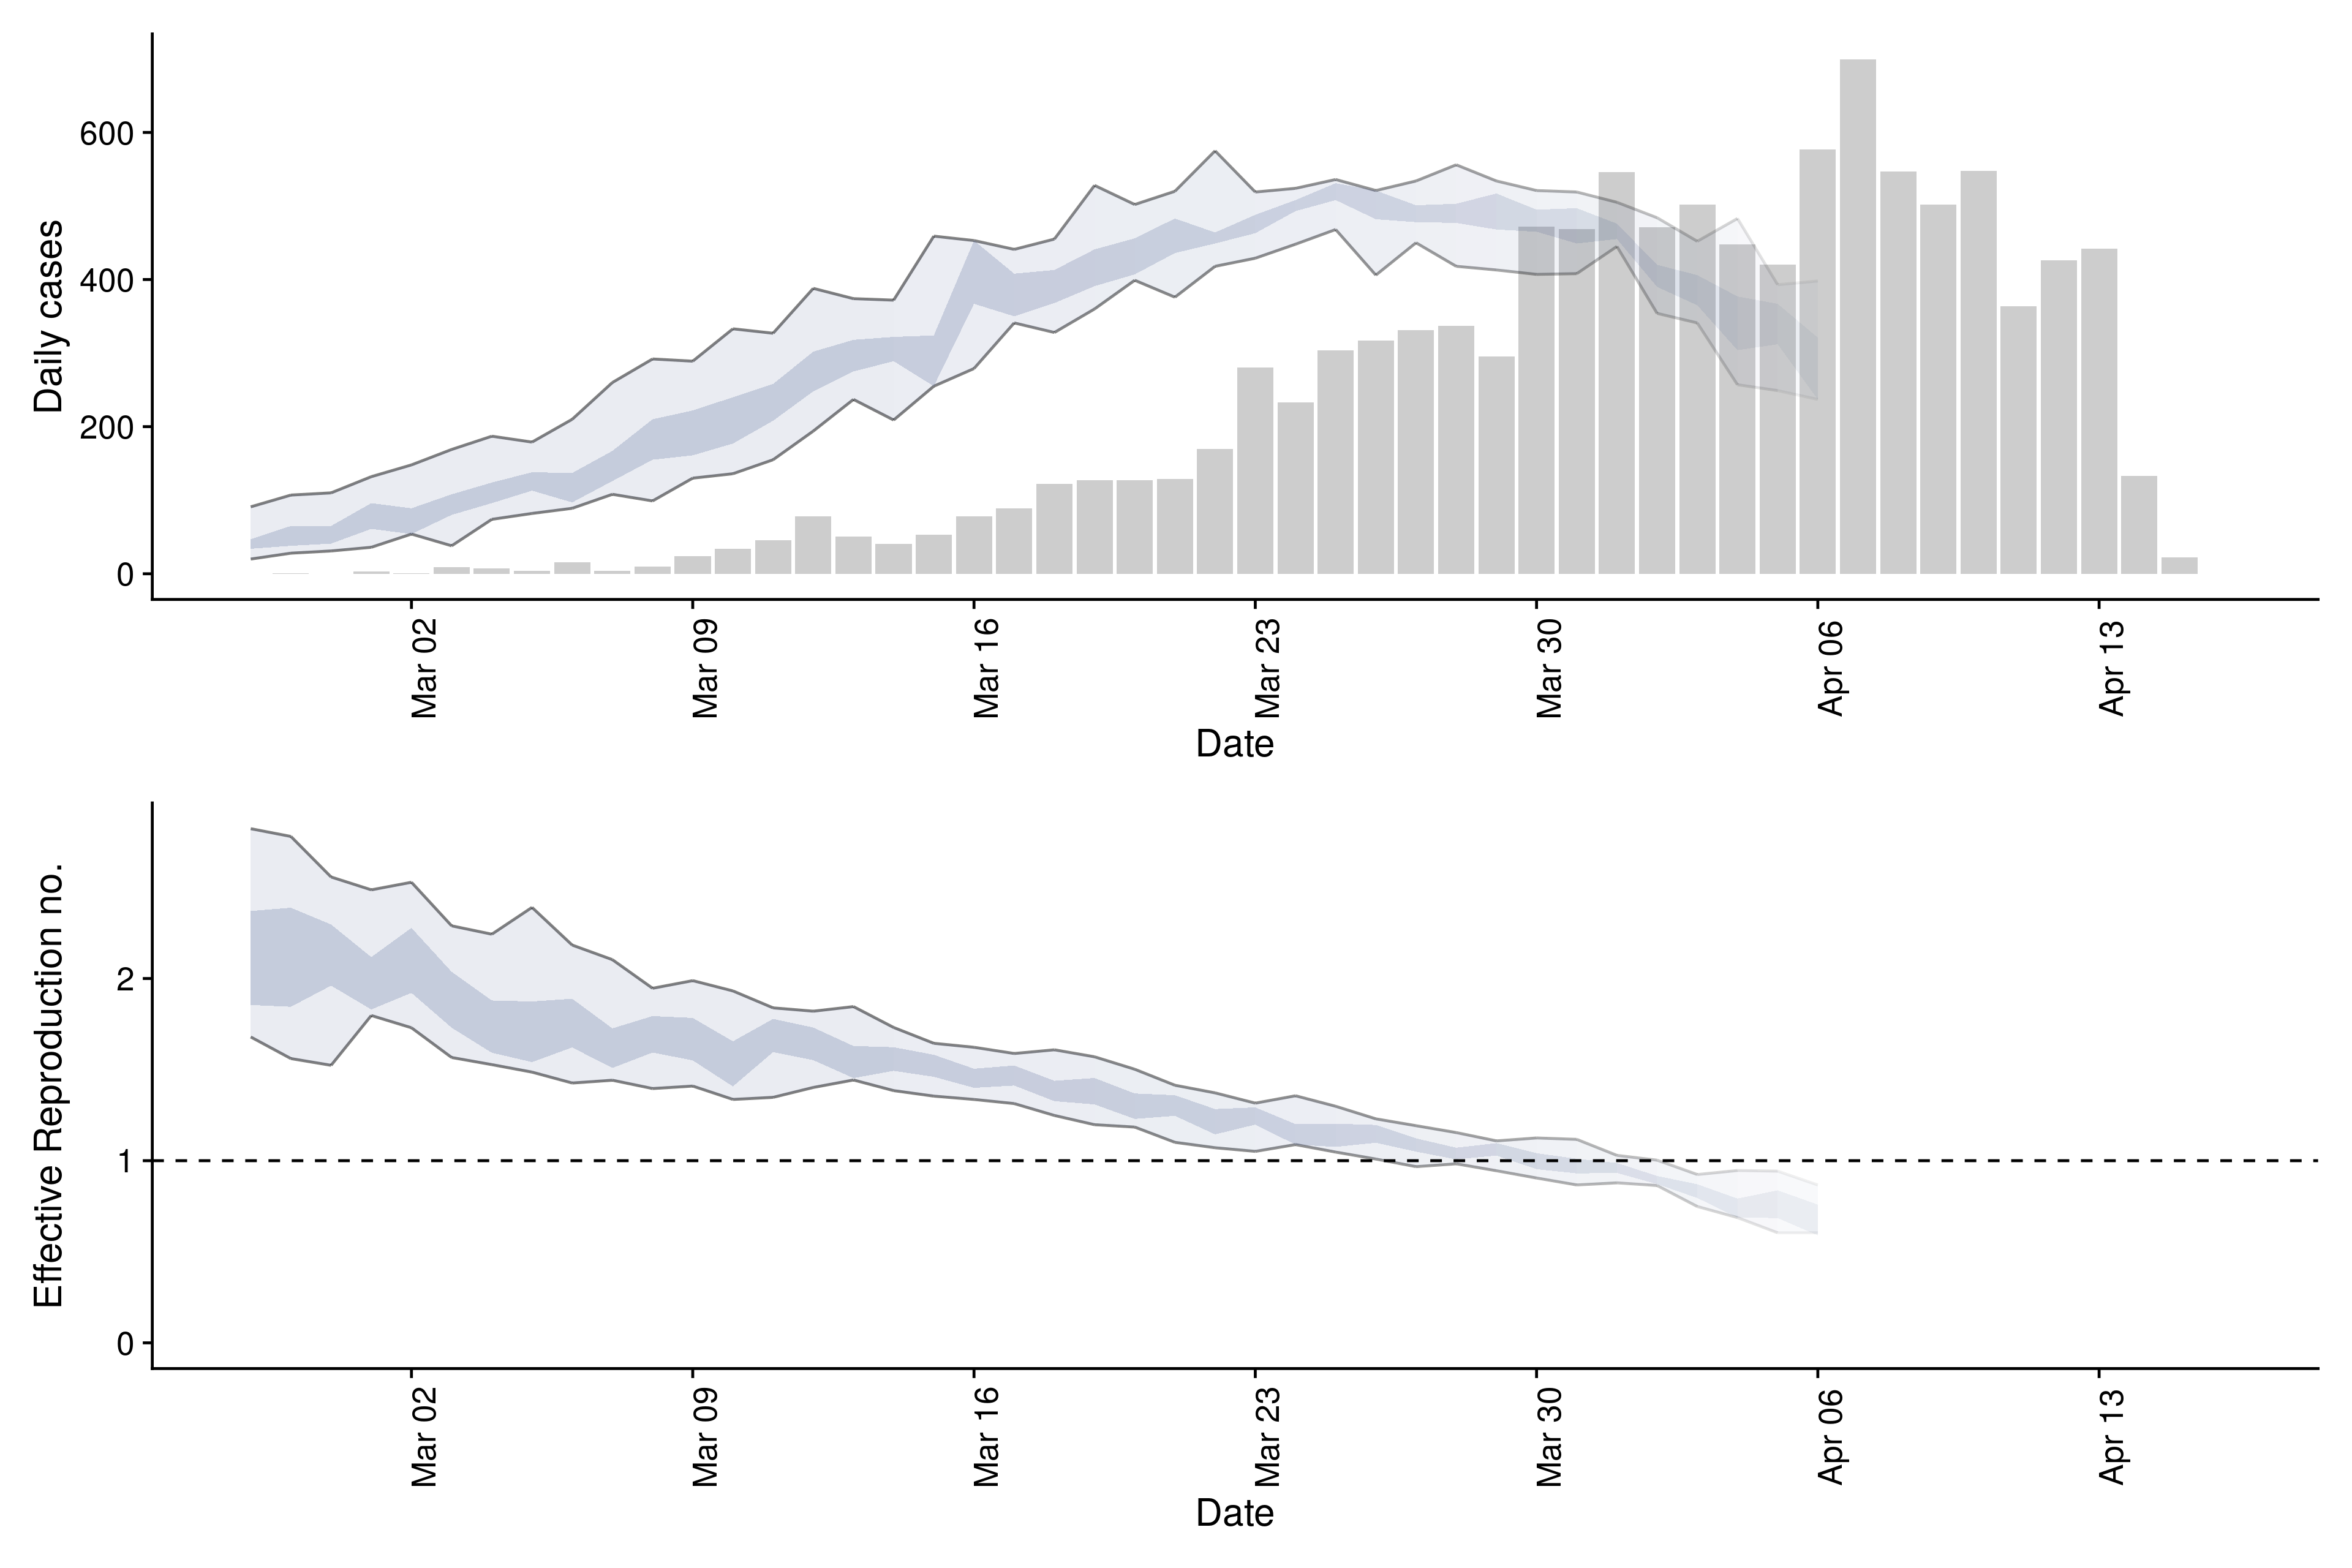 Daily cases
600
400
200
0
Mar 02
Mar 09
Mar 16
Mar 23
Mar 30
Apr 06
Apr 13
Date
Effective Reproduction no.
2
1
0
Mar 02
Mar 09
Mar 16
Mar 23
Mar 30
Apr 06
Apr 13
Date